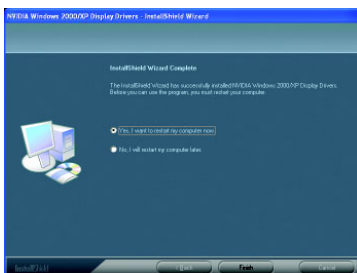 NVIDIA Windows 2000/XP Display Drivers - InstallShield Wizard
InstallShield Wizard Complete
The InstallShield Wizard has successfully installed NVIDIA Windows 2000/XP Display Drivers.
Before you can use the program, you must restart your computer.
Yes, I want to restart my computer now.
No, I will restart my computer later.
InstallShield
< Back
Finish
Cancel